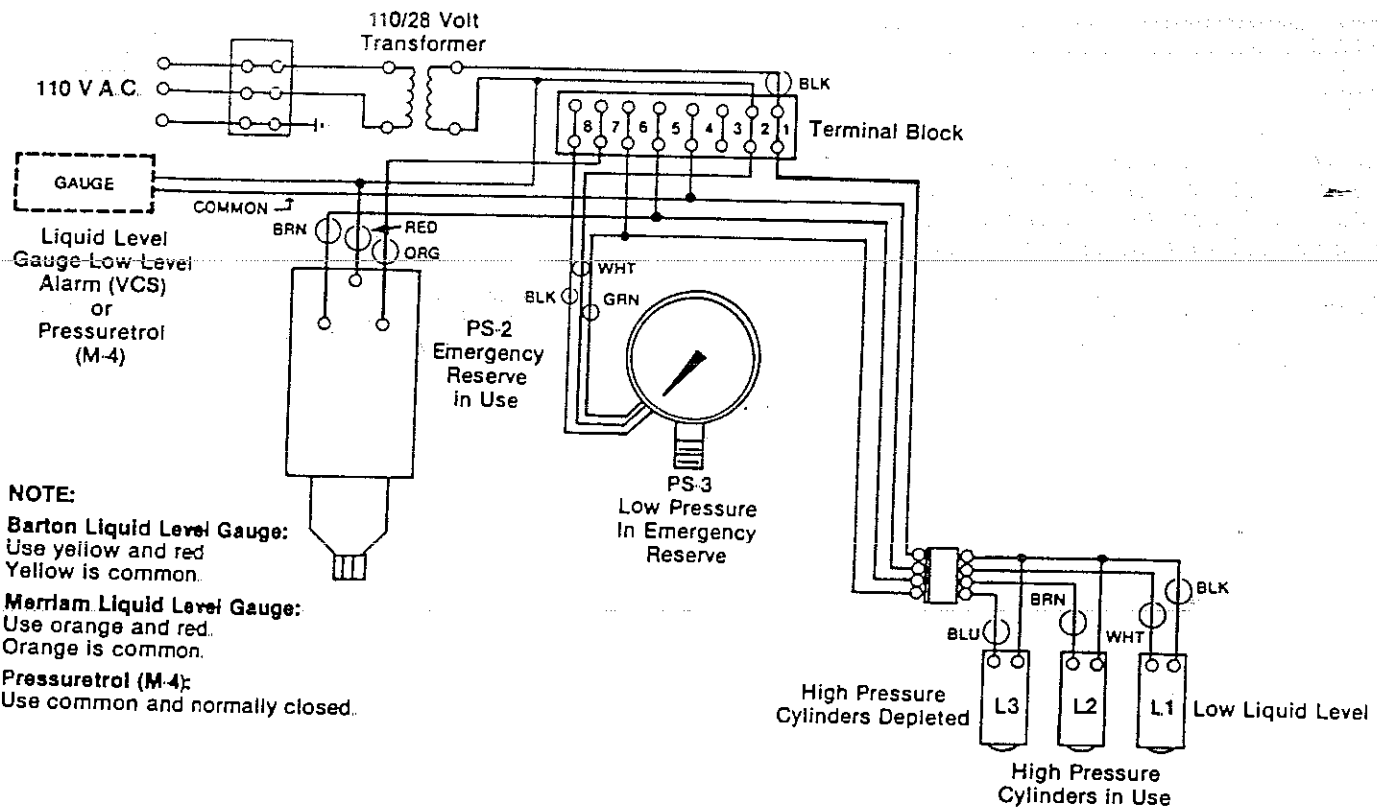 110/28 Volt
Transformer
110 V A.C.
BLK
8 7 6 5 4 3 2 1
Terminal Block
GAUGE
COMMON
BRN
RED
ORG
Liquid Level
Gauge Low Level
Alarm (VCS)
or
Pressuretrol
(M-4)
WHT
BLK
GRN
PS-2
Emergency
Reserve
in Use
PS-3
Low Pressure
In Emergency
Reserve
NOTE:
Barton Liquid Level Gauge:
Use yellow and red
Yellow is common.
Merriam Liquid Level Gauge:
Use orange and red.
Orange is common.
Pressuretrol (M-4):
Use common and normally closed.
BLU
BRN
WHT
BLK
High Pressure
Cylinders Depleted
L3
L2
L1
Low Liquid Level
High Pressure
Cylinders in Use